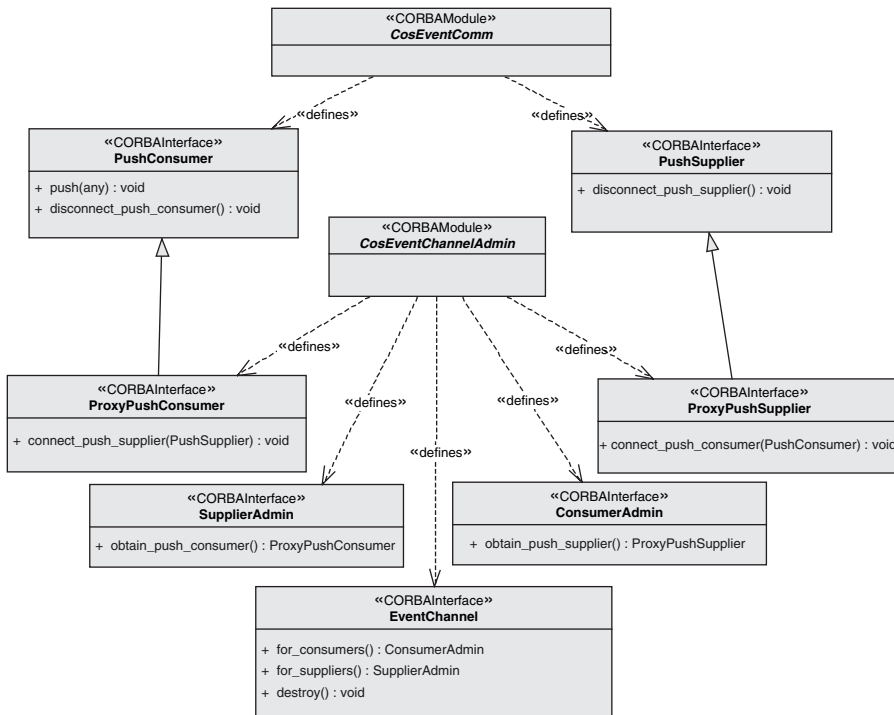 «CORBAModule»
CosEventComm
«defines»
«defines»
«CORBAInterface»
PushConsumer
+ push(any) : void
+ disconnect_push_consumer() : void
«CORBAInterface»
PushSupplier
+ disconnect_push_supplier() : void
«CORBAModule»
CosEventChannelAdmin
«defines»
«defines»
«defines»
«defines»
«defines»
«CORBAInterface»
ProxyPushConsumer
+ connect_push_supplier(PushSupplier) : void
«CORBAInterface»
ProxyPushSupplier
+ connect_push_consumer(PushConsumer) : void
«CORBAInterface»
SupplierAdmin
+ obtain_push_consumer() : ProxyPushConsumer
«CORBAInterface»
ConsumerAdmin
+ obtain_push_supplier() : ProxyPushSupplier
«CORBAInterface»
EventChannel
+ for_consumers() : ConsumerAdmin
+ for_suppliers() : SupplierAdmin
+ destroy() : void